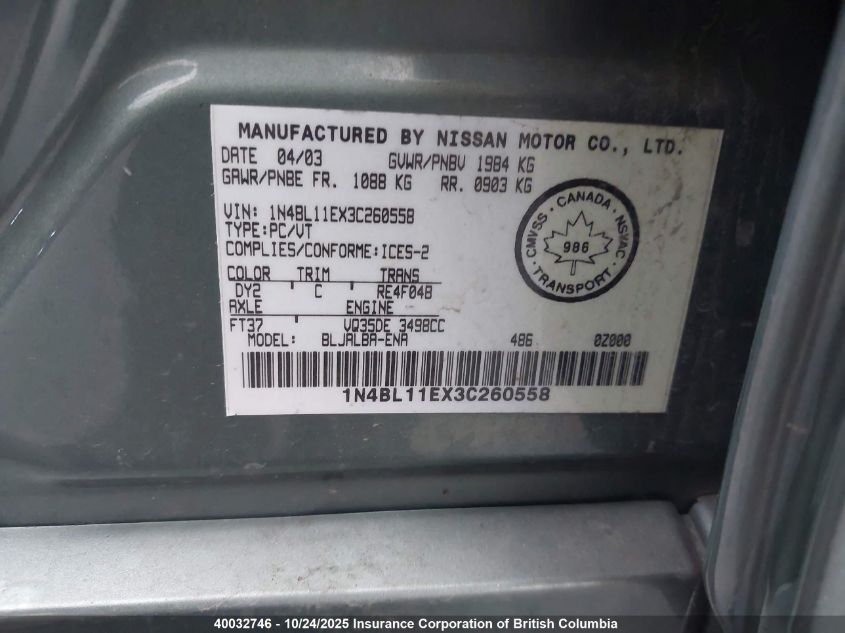 MANUFACTURED BY NISSAN MOTOR CO., LTD.
DATE 04/03 GVWR/PNBV 1984 KG
GAWR/PNBE FR. 1088 KG RR. 0903 KG
VIN: 1N4BL11EX3C260558
TYPE:PC/VT
COMPLIES/CONFORME:ICES-2
COLOR TRIM TRANS
DY2 C RE4F04B
AXLE ENGINE
FT37 VQ35DE 3498CC
MODEL: BLJALBA-ENA 486 0Z000
1N4BL11EX3C260558
CANADA
CMVSS · NSVAC
986
TRANSPORT
40032746 - 10/24/2025 Insurance Corporation of British Columbia